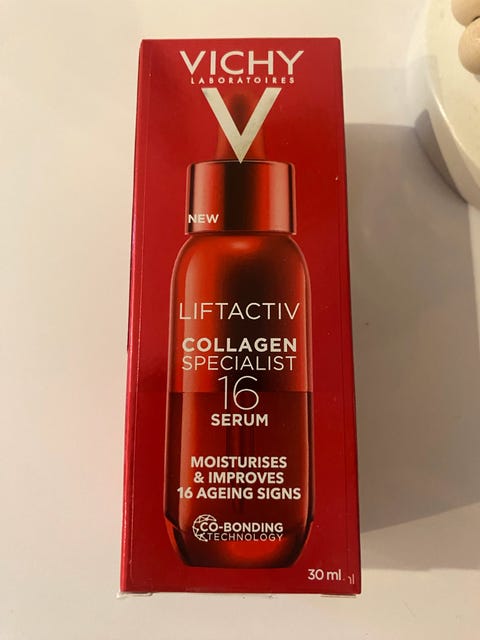 VICHY
LABORATOIRES
V
NEW
LIFTACTIV
COLLAGEN
SPECIALIST
16
SERUM
MOISTURISES
& IMPROVES
16 AGEING SIGNS
CO-BONDING
TECHNOLOGY
30 ml